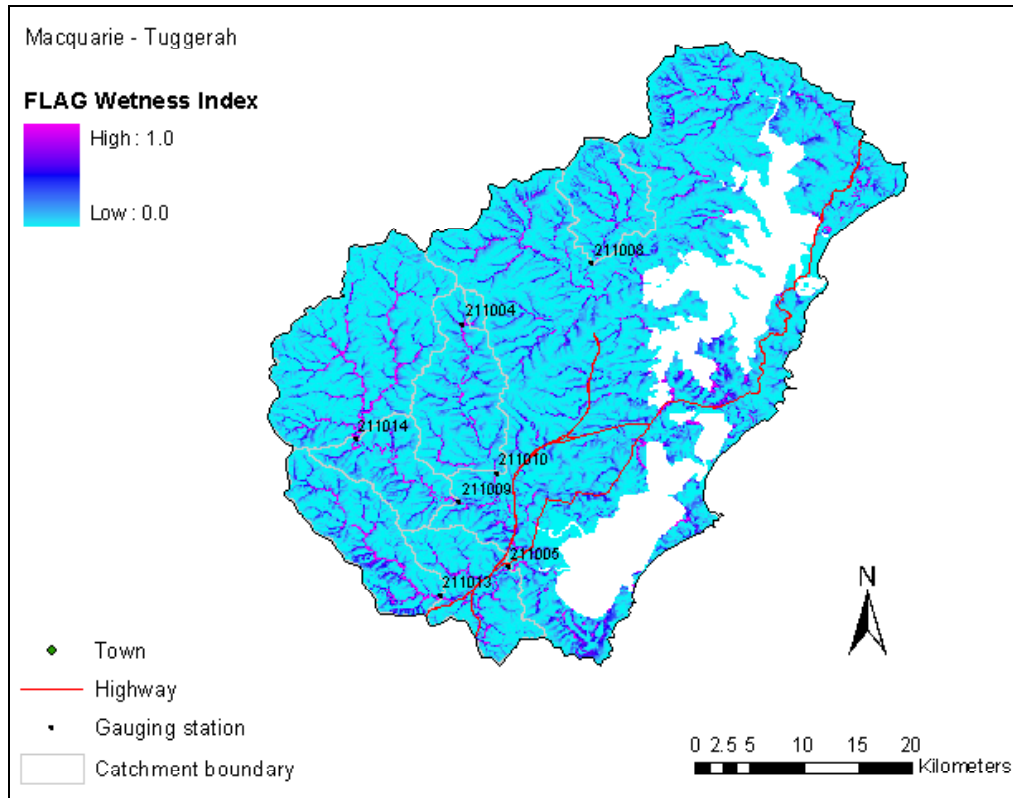 Macquarie - Tuggerah
FLAG Wetness Index
High : 1.0
Low : 0.0
211008
211004
211014
211010
211009
211005
211013
N
Town
Highway
Gauging station
Catchment boundary
0 2.5 5 10 15 20
Kilometers